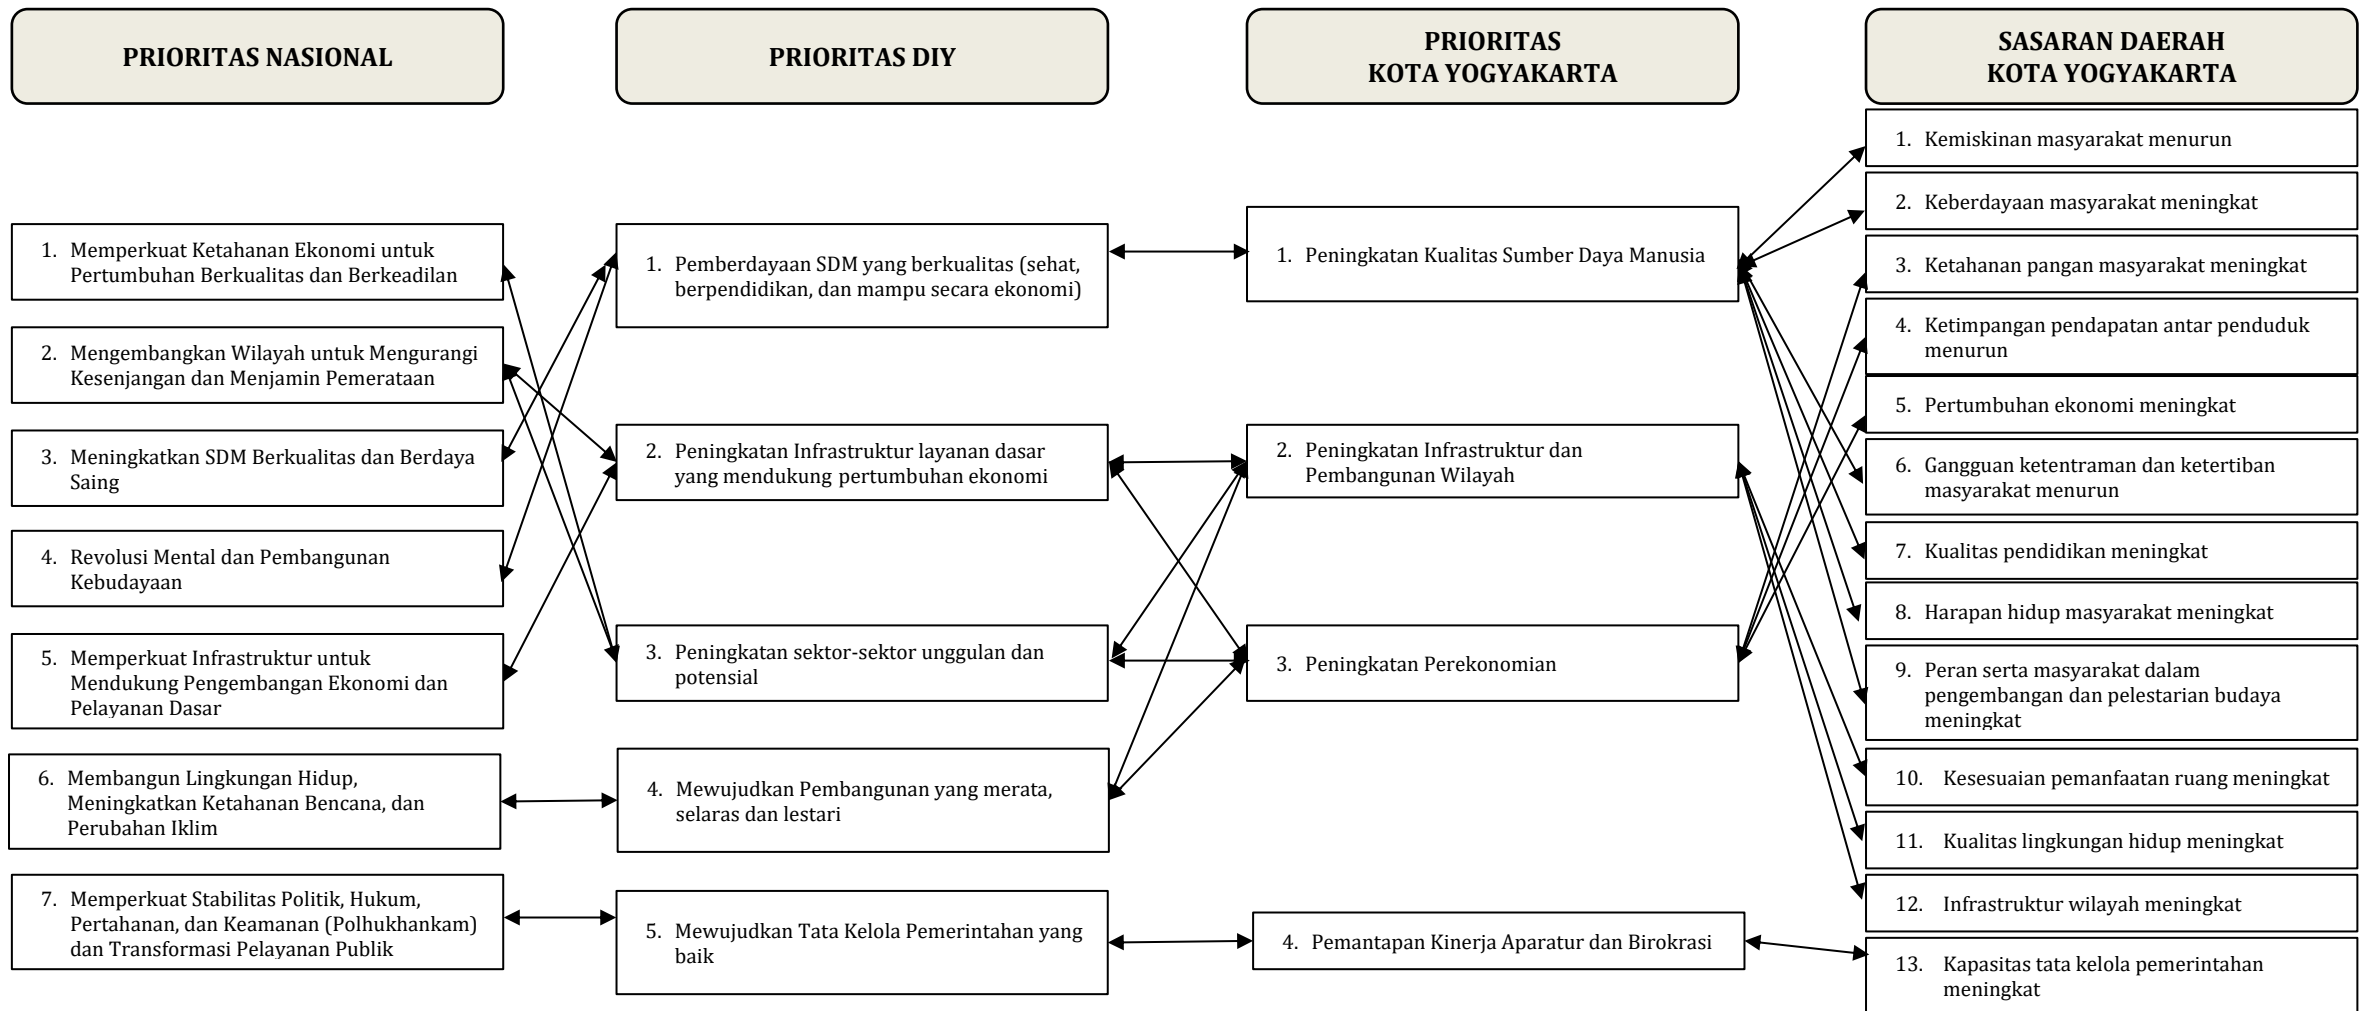 PRIORITAS NASIONAL
PRIORITAS DIY
PRIORITAS
KOTA YOGYAKARTA
SASARAN DAERAH
KOTA YOGYAKARTA
1. Memperkuat Ketahanan Ekonomi untuk
Pertumbuhan Berkualitas dan Berkeadilan
2. Mengembangkan Wilayah untuk Mengurangi
Kesenjangan dan Menjamin Pemerataan
3. Meningkatkan SDM Berkualitas dan Berdaya
Saing
4. Revolusi Mental dan Pembangunan
Kebudayaan
5. Memperkuat Infrastruktur untuk
Mendukung Pengembangan Ekonomi dan
Pelayanan Dasar
6. Membangun Lingkungan Hidup,
Meningkatkan Ketahanan Bencana, dan
Perubahan Iklim
7. Memperkuat Stabilitas Politik, Hukum,
Pertahanan, dan Keamanan (Polhukhankam)
dan Transformasi Pelayanan Publik
1. Pemberdayaan SDM yang berkualitas (sehat,
berpendidikan, dan mampu secara ekonomi)
2. Peningkatan Infrastruktur layanan dasar
yang mendukung pertumbuhan ekonomi
3. Peningkatan sektor-sektor unggulan dan
potensial
4. Mewujudkan Pembangunan yang merata,
selaras dan lestari
5. Mewujudkan Tata Kelola Pemerintahan yang
baik
1. Peningkatan Kualitas Sumber Daya Manusia
2. Peningkatan Infrastruktur dan
Pembangunan Wilayah
3. Peningkatan Perekonomian
4. Pemantapan Kinerja Aparatur dan Birokrasi
1. Kemiskinan masyarakat menurun
2. Keberdayaan masyarakat meningkat
3. Ketahanan pangan masyarakat meningkat
4. Ketimpangan pendapatan antar penduduk
menurun
5. Pertumbuhan ekonomi meningkat
6. Gangguan ketentraman dan ketertiban
masyarakat menurun
7. Kualitas pendidikan meningkat
8. Harapan hidup masyarakat meningkat
9. Peran serta masyarakat dalam
pengembangan dan pelestarian budaya
meningkat
10. Kesesuaian pemanfaatan ruang meningkat
11. Kualitas lingkungan hidup meningkat
12. Infrastruktur wilayah meningkat
13. Kapasitas tata kelola pemerintahan
meningkat